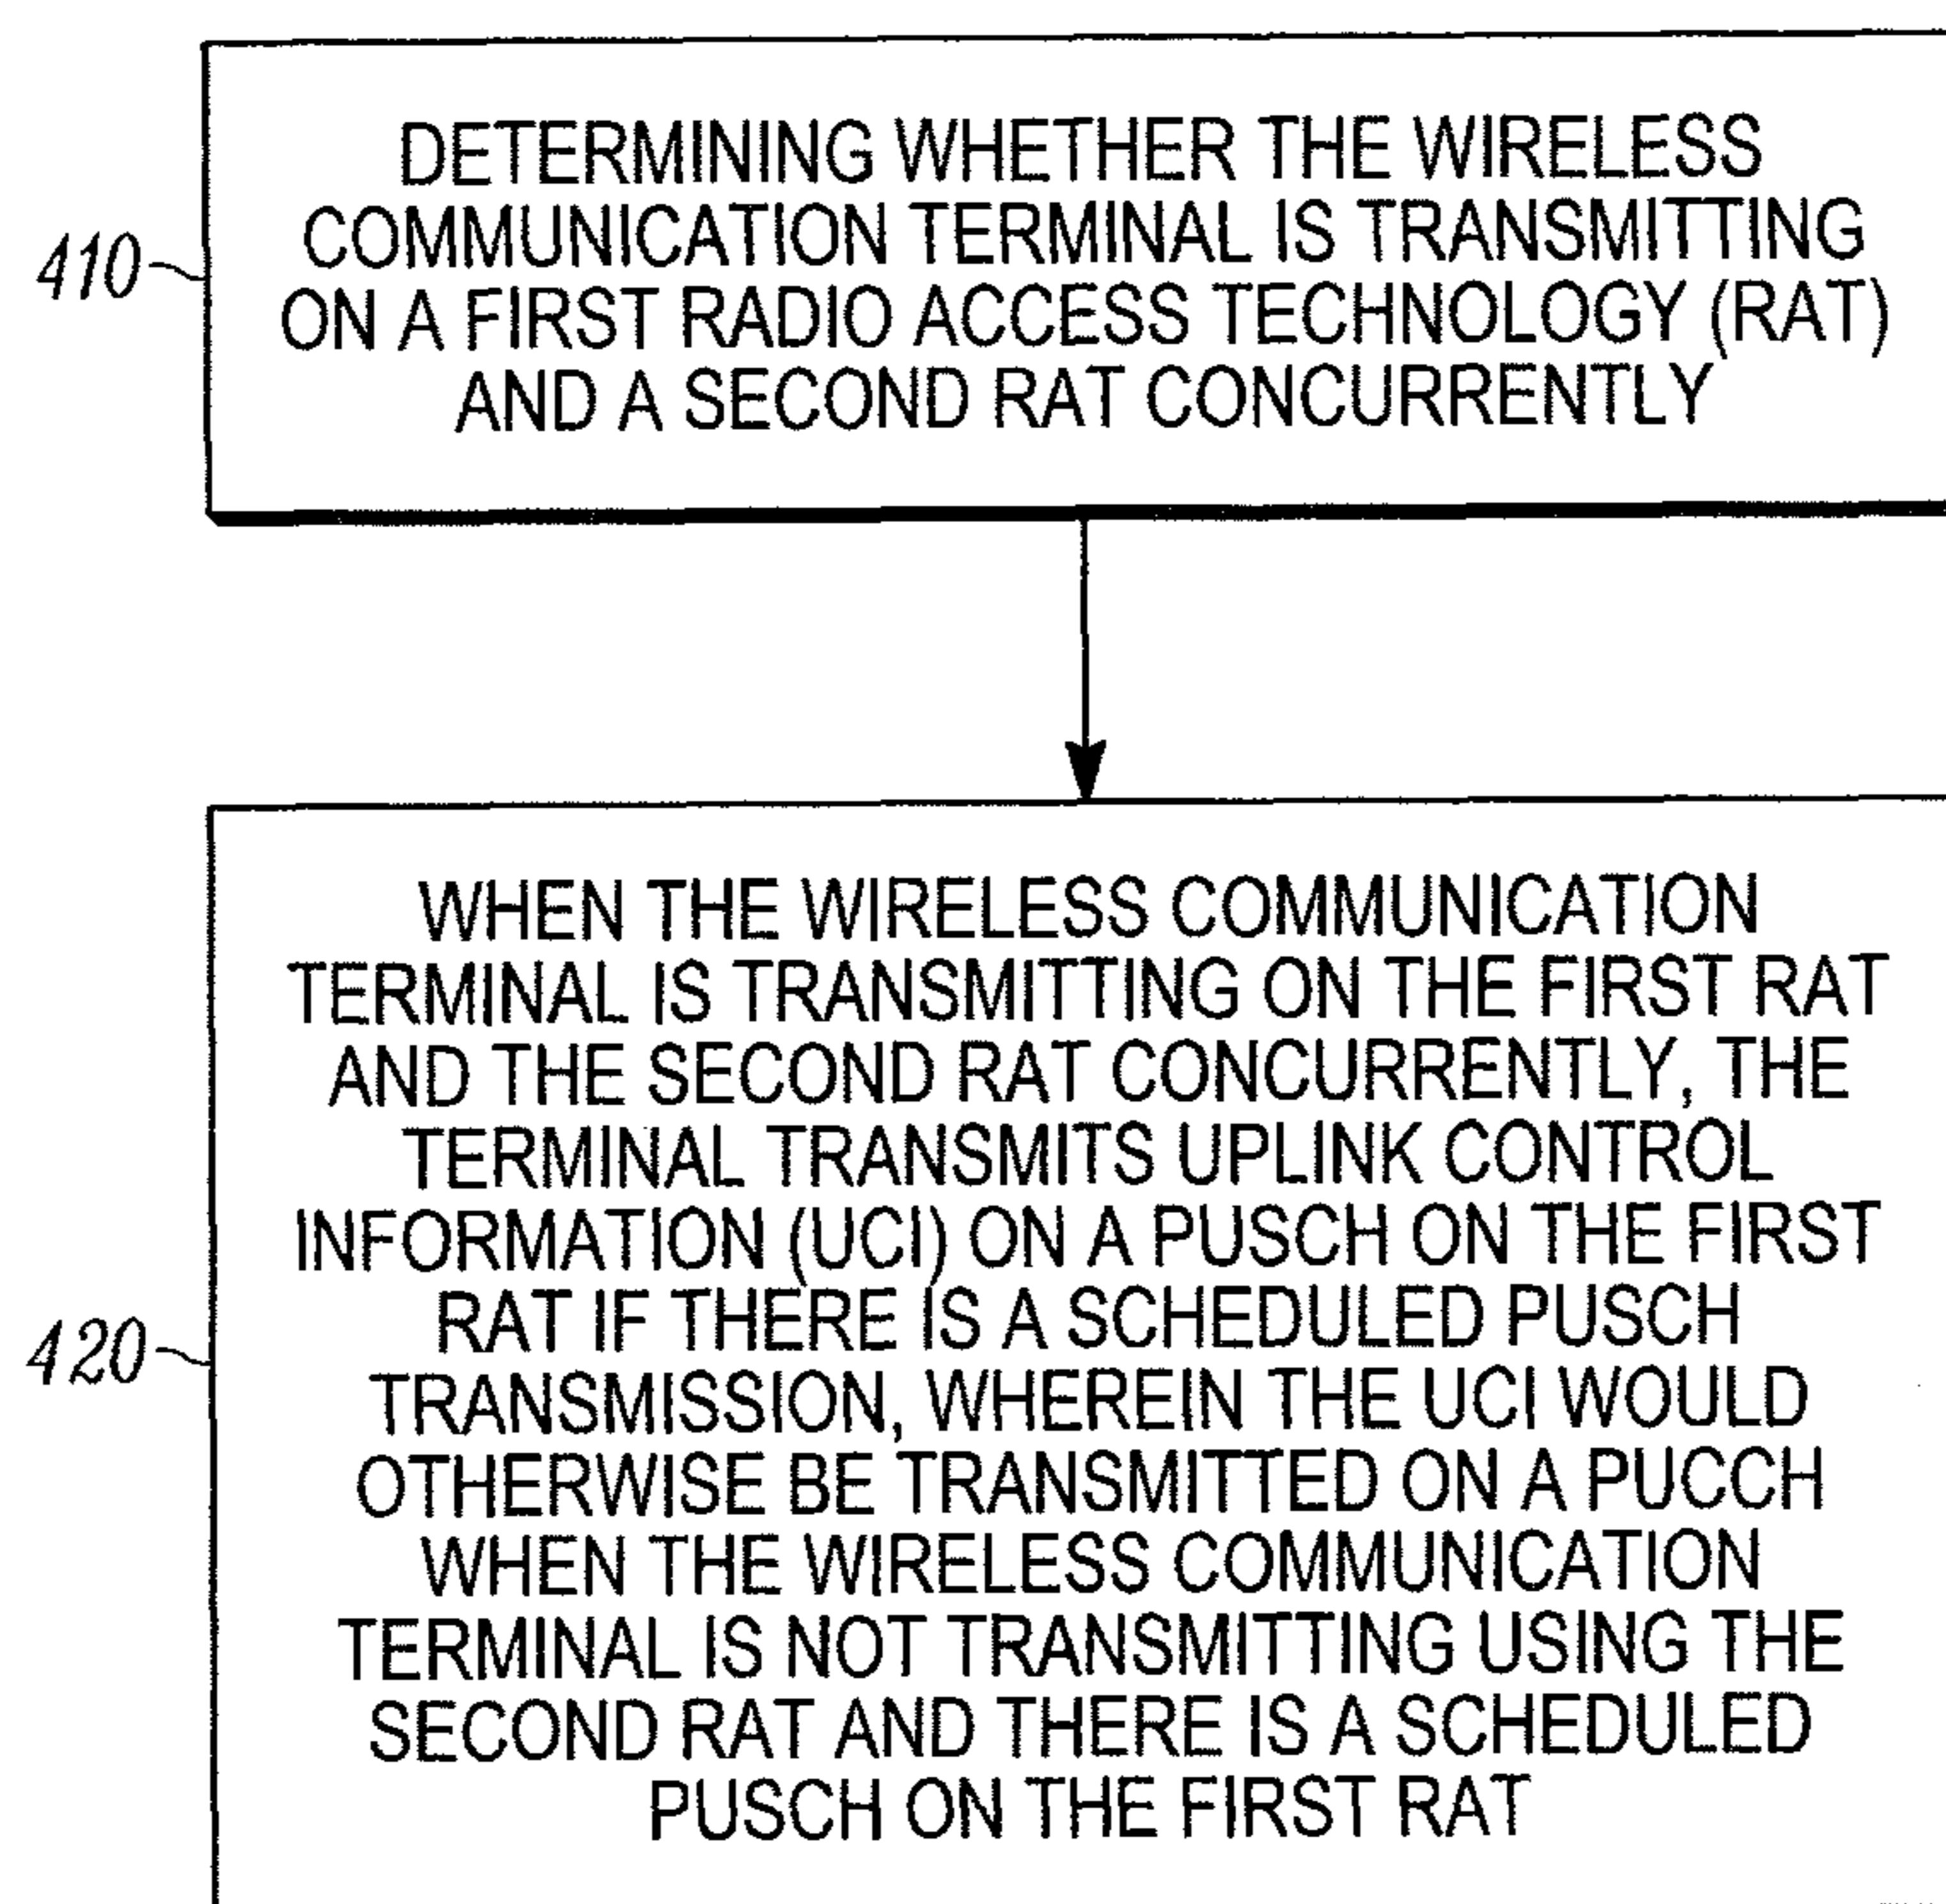 DETERMINING WHETHER THE WIRELESS
COMMUNICATION TERMINAL IS TRANSMITTING
ON A FIRST RADIO ACCESS TECHNOLOGY (RAT)
AND A SECOND RAT CONCURRENTLY
410
WHEN THE WIRELESS COMMUNICATION
TERMINAL IS TRANSMITTING ON THE FIRST RAT
AND THE SECOND RAT CONCURRENTLY, THE
TERMINAL TRANSMITS UPLINK CONTROL
INFORMATION (UCI) ON A PUSCH ON THE FIRST
RAT IF THERE IS A SCHEDULED PUSCH
TRANSMISSION, WHEREIN THE UCI WOULD
OTHERWISE BE TRANSMITTED ON A PUCCH
WHEN THE WIRELESS COMMUNICATION
TERMINAL IS NOT TRANSMITTING USING THE
SECOND RAT AND THERE IS A SCHEDULED
PUSCH ON THE FIRST RAT
420